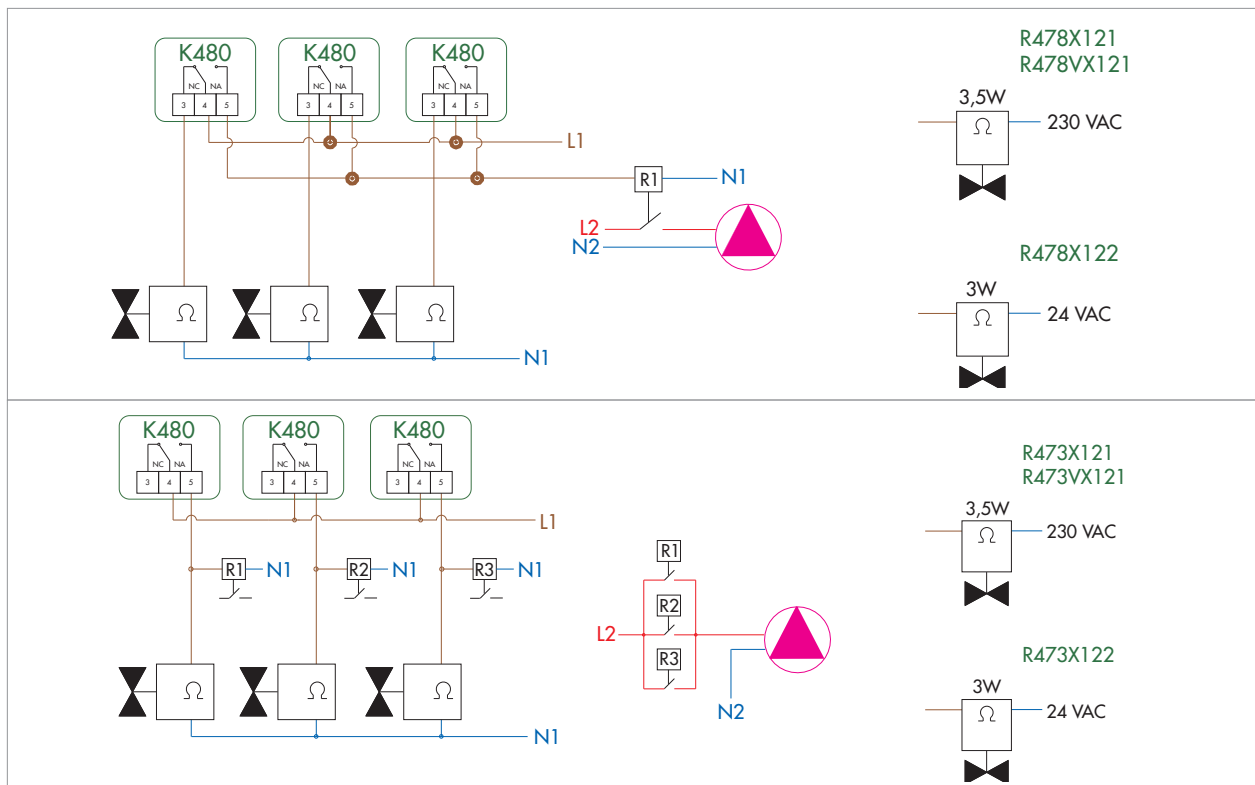 K480 K480 K480
NC NA NC NA NC NA
3 4 5 3 4 5 3 4 5
L1
R1 N1
L2
N2
Ω Ω Ω
N1
R478X121
R478VX121
3,5W
Ω 230 VAC
R478X122
3W
Ω 24 VAC
K480 K480 K480
NC NA NC NA NC NA
3 4 5 3 4 5 3 4 5
L1
R1 N1 R2 N1 R3 N1
Ω Ω Ω
N1
R1
R2
L2
R3
N2
R473X121
R473VX121
3,5W
Ω 230 VAC
R473X122
3W
Ω 24 VAC